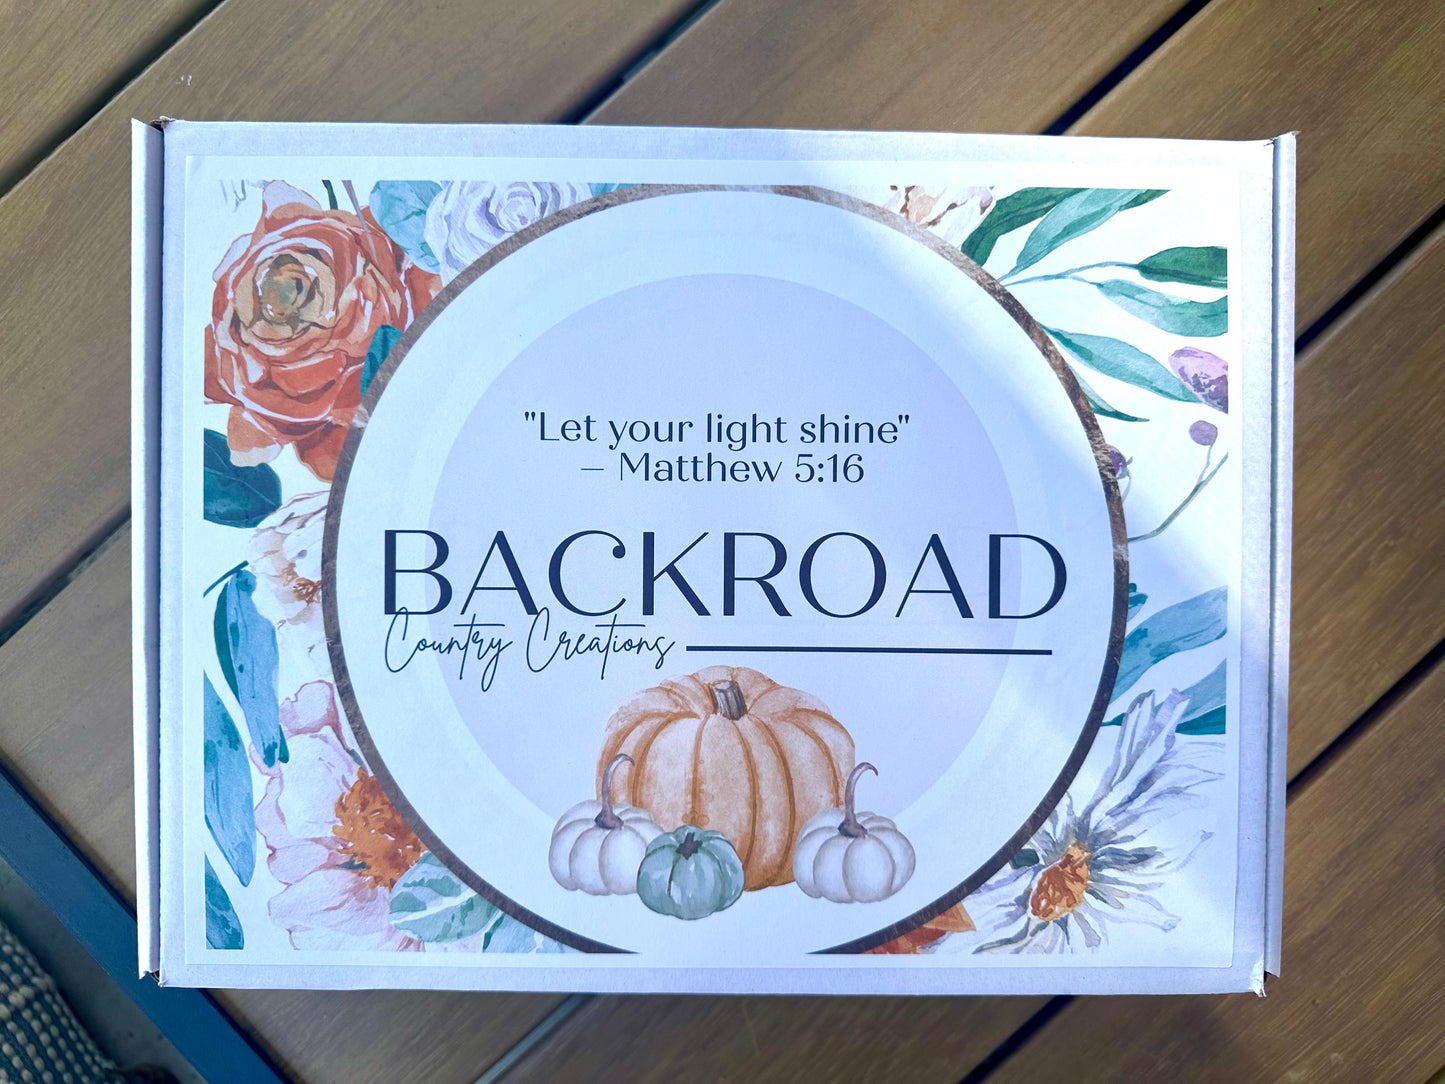 "Let your light shine"
– Matthew 5:16
BACKROAD
Country Creations